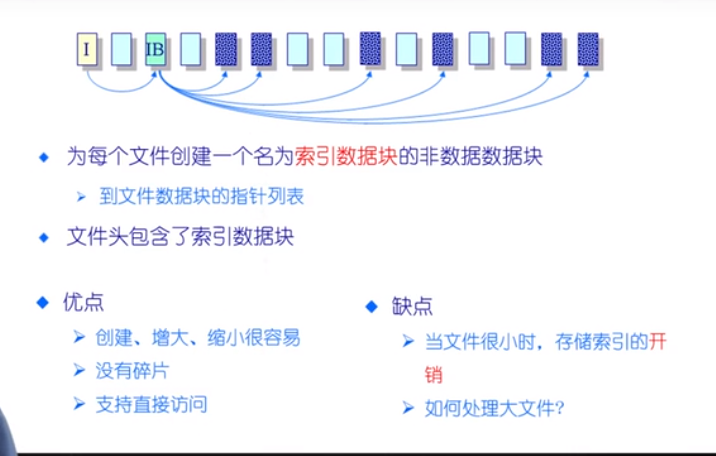 I IB
为每个文件创建一个名为索引数据块的非数据数据块
到文件数据块的指针列表
文件头包含了索引数据块
优点
创建、增大、缩小很容易
没有碎片
支持直接访问
缺点
当文件很小时，存储索引的开
销
如何处理大文件?